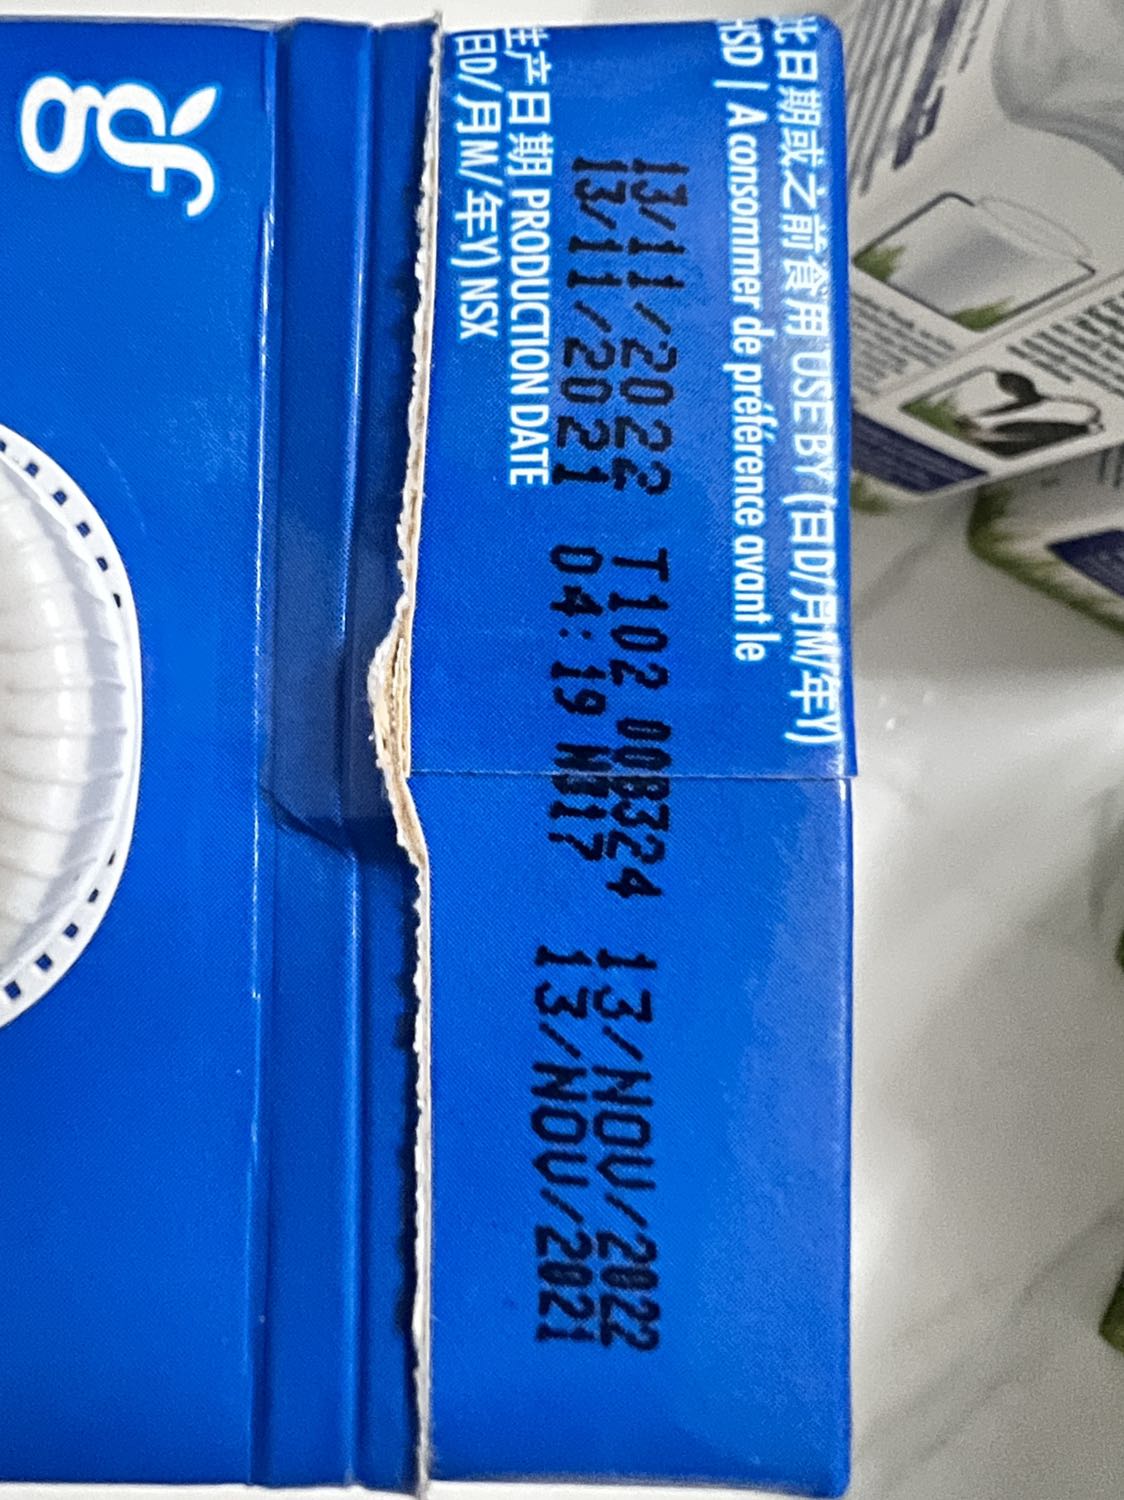 此日期或之前食用 USE BY (日D/月M/年Y)
HSD | A consommer de préférence avant le
13/11/2022 T102 00B324 13/NOV/2022
13/11/2021 04:19 13/NOV/2021
生产日期 PRODUCTION DATE
(日D/月M/年Y) NSX